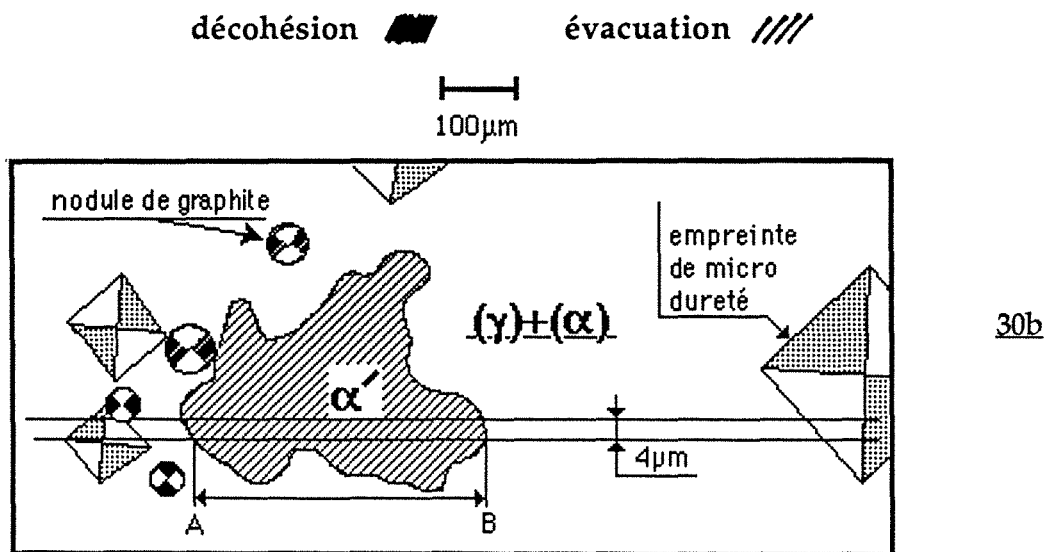 décohésion évacuation
100µm
nodule de graphite
empreinte
de micro
dureté
(γ)+(α)
30b
α′
4µm
A B